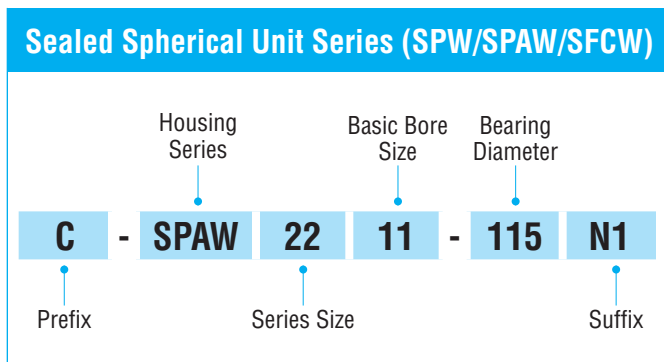 Sealed Spherical Unit Series (SPW/SPAW/SFCW)
Housing
Series
Basic Bore
Size
Bearing
Diameter
C - SPAW 22 11 - 115 N1
Prefix
Series Size
Suffix